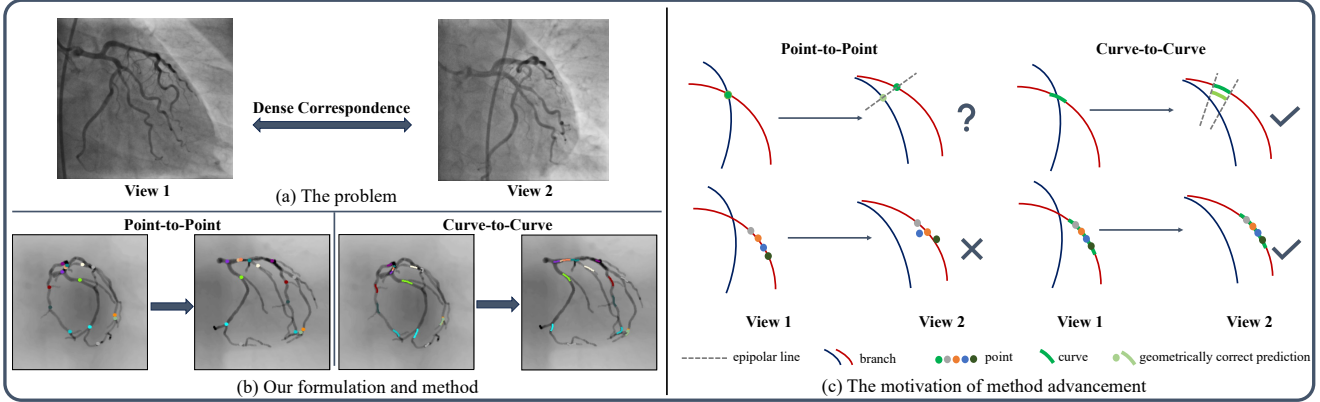 Dense Correspondence
View 1
View 2
(a) The problem
Point-to-Point
Curve-to-Curve
(b) Our formulation and method
Point-to-Point
Curve-to-Curve
?
View 1
View 2
View 1
View 2
epipolar line
branch
point
curve
geometrically correct prediction
(c) The motivation of method advancement